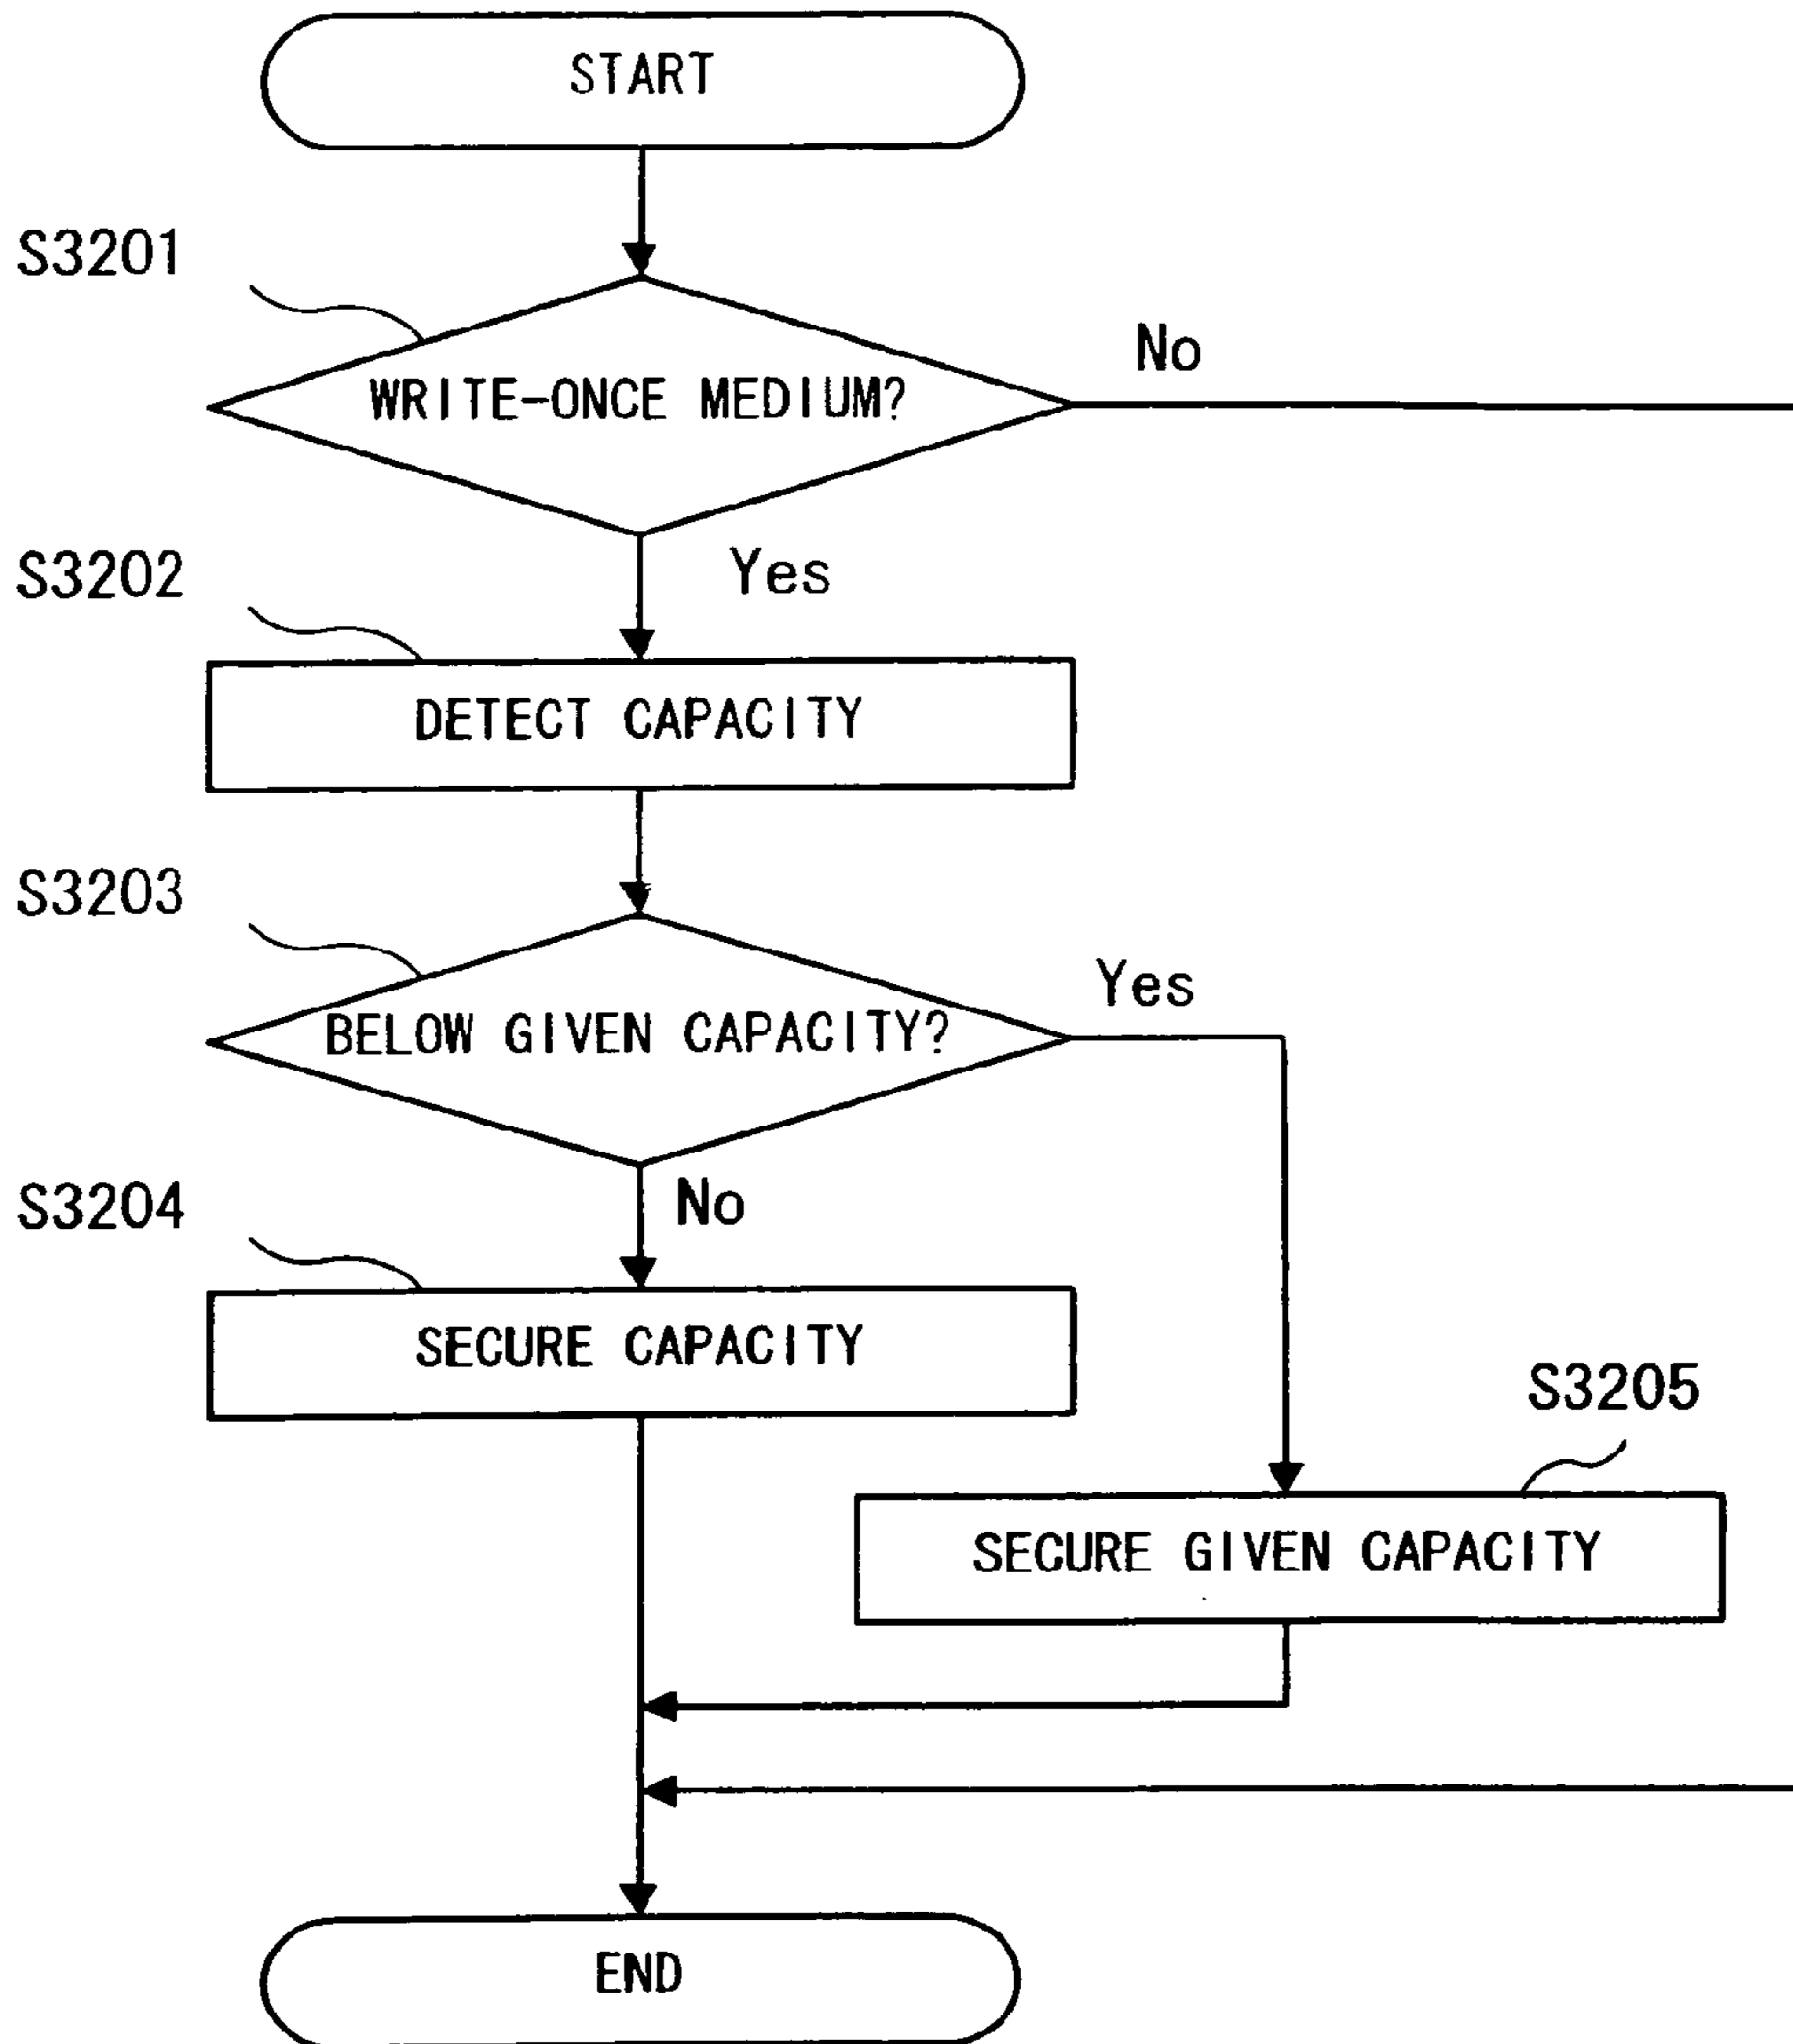 START
S3201
No
WRITE-ONCE MEDIUM?
S3202
Yes
DETECT CAPACITY
S3203
Yes
BELOW GIVEN CAPACITY?
S3204
No
SECURE CAPACITY
S3205
SECURE GIVEN CAPACITY
END